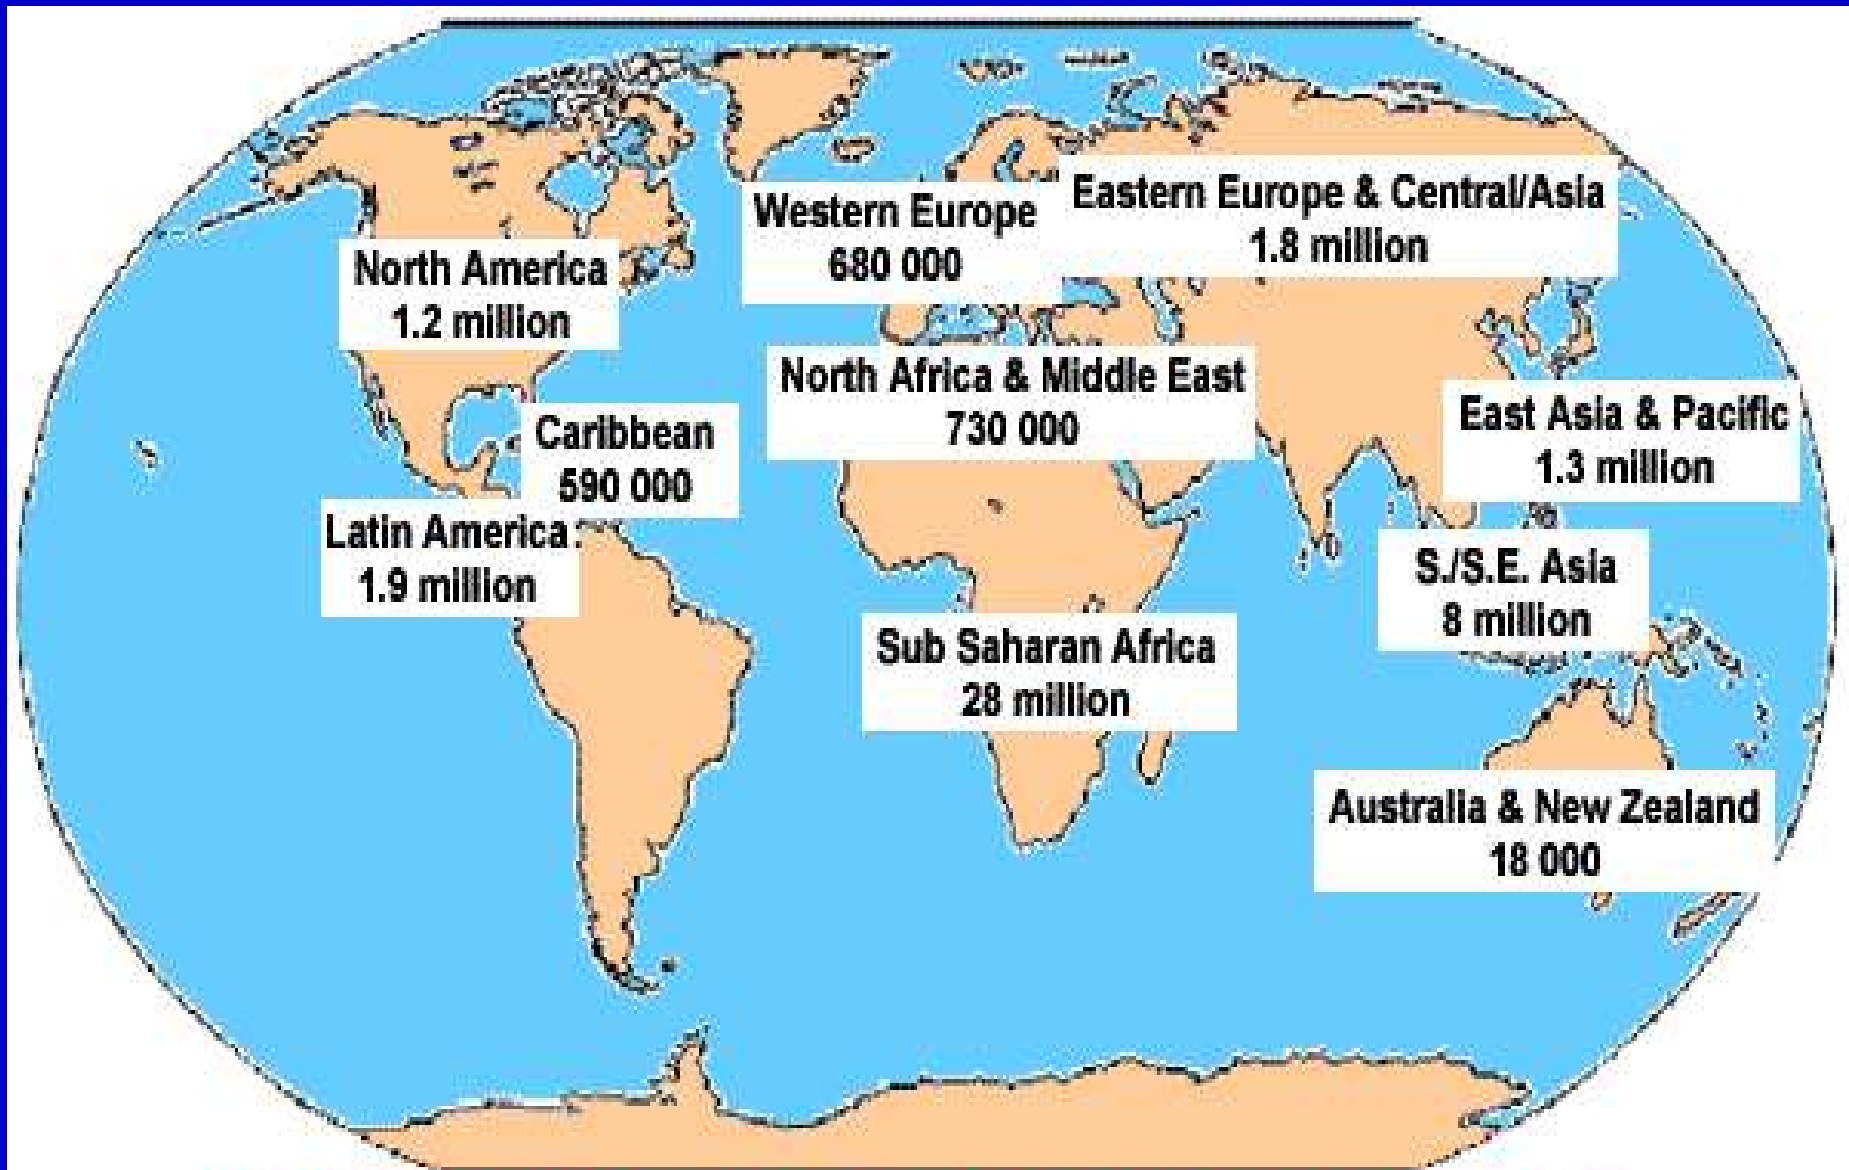 Western Europe
680 000
Eastern Europe & Central/Asia
1.8 million
North America
1.2 million
North Africa & Middle East
730 000
East Asia & Pacific
1.3 million
Caribbean
590 000
Latin America
1.9 million
S./S.E. Asia
8 million
Sub Saharan Africa
28 million
Australia & New Zealand
18 000